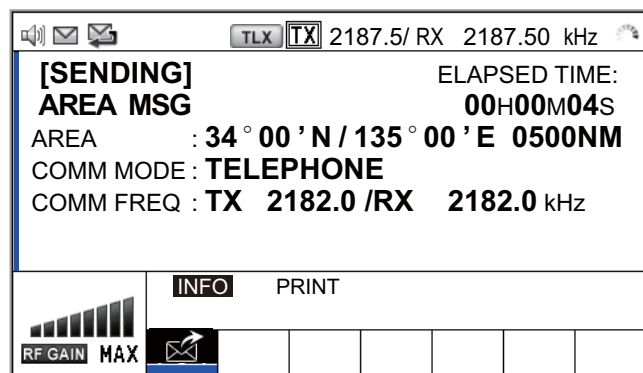 TLX TX 2187.5/ RX 2187.50 kHz
[SENDING] ELAPSED TIME:
AREA MSG 00H00M04S
AREA : 34°00 ’N / 135°00 ’E 0500NM
COMM MODE : TELEPHONE
COMM FREQ : TX 2182.0 /RX 2182.0 kHz
INFO PRINT
RF GAIN MAX